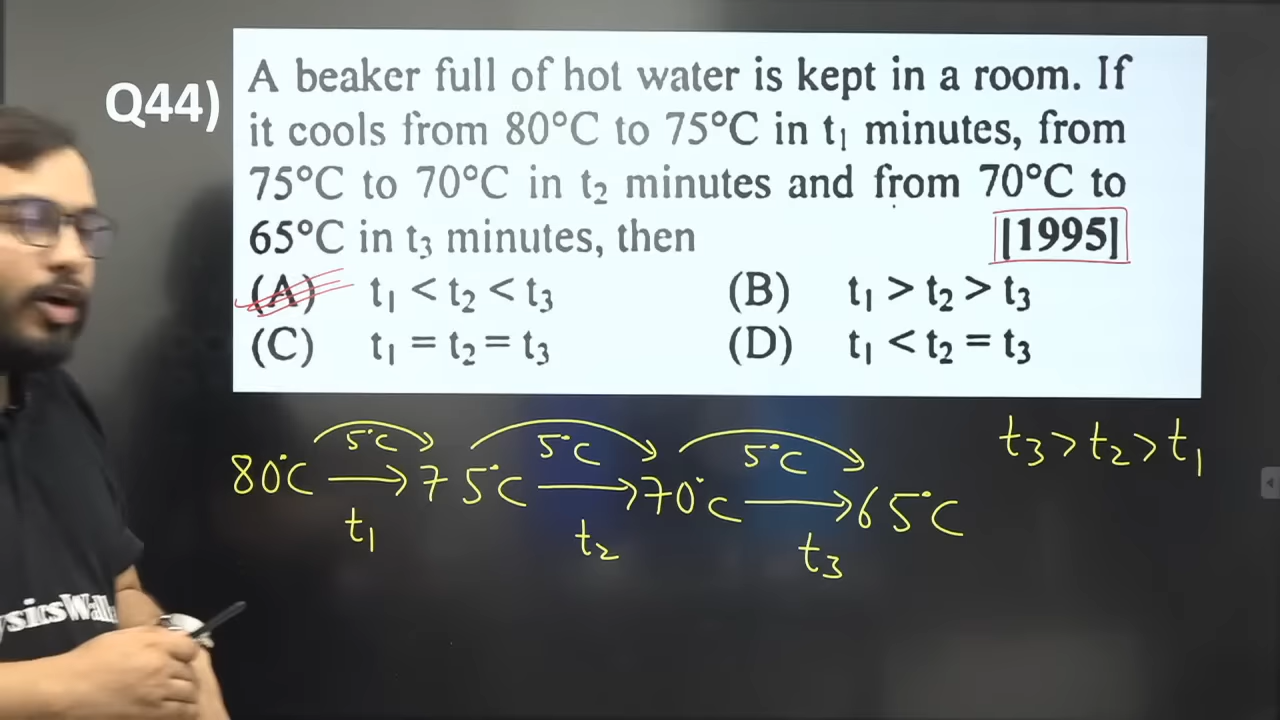 Q44)
A beaker full of hot water is kept in a room. If
it cools from 80°C to 75°C in t₁ minutes, from
75°C to 70°C in t₂ minutes and from 70°C to
65°C in t₃ minutes, then [1995]
(A) t₁ < t₂ < t₃ (B) t₁ > t₂ > t₃
(C) t₁ = t₂ = t₃ (D) t₁ < t₂ = t₃
t₃ > t₂ > t₁
5°C 5°C 5°C
80°C → 75°C → 70°C → 65°C
t₁ t₂ t₃